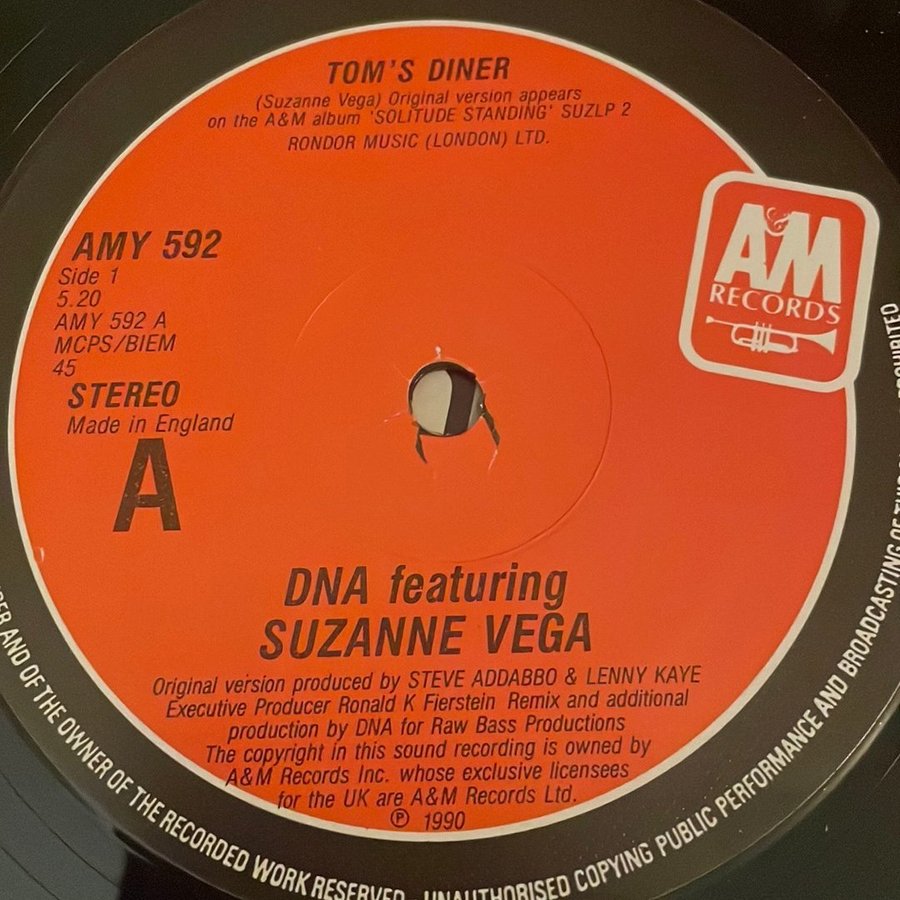 TOM'S DINER
(Suzanne Vega) Original version appears
on the A&M album 'SOLITUDE STANDING' SUZLP 2
RONDOR MUSIC (LONDON) LTD.
A&M
RECORDS
AMY 592
Side 1
5.20
AMY 592 A
MCPS/BIEM
45
STEREO
Made in England
A
DNA featuring
SUZANNE VEGA
Original version produced by STEVE ADDABBO & LENNY KAYE
Executive Producer Ronald K Fierstein Remix and additional
production by DNA for Raw Bass Productions
The copyright in this sound recording is owned by
A&M Records Inc. whose exclusive licensees
for the UK are A&M Records Ltd.
℗ 1990
AND OF THE OWNER OF THE RECORDED WORK RESERVED UNAUTHORISED COPYING PUBLIC PERFORMANCE AND BROADCASTING OF THIS PROHIBITED